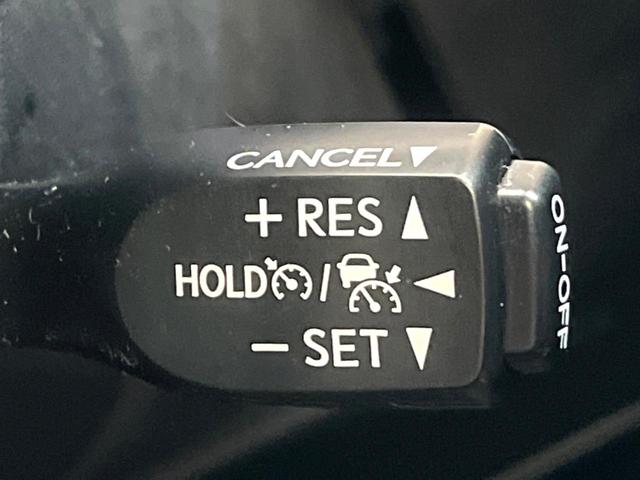 CANCEL▼
+ RES ▲
HOLD / ◀
- SET ▼
ON-OFF